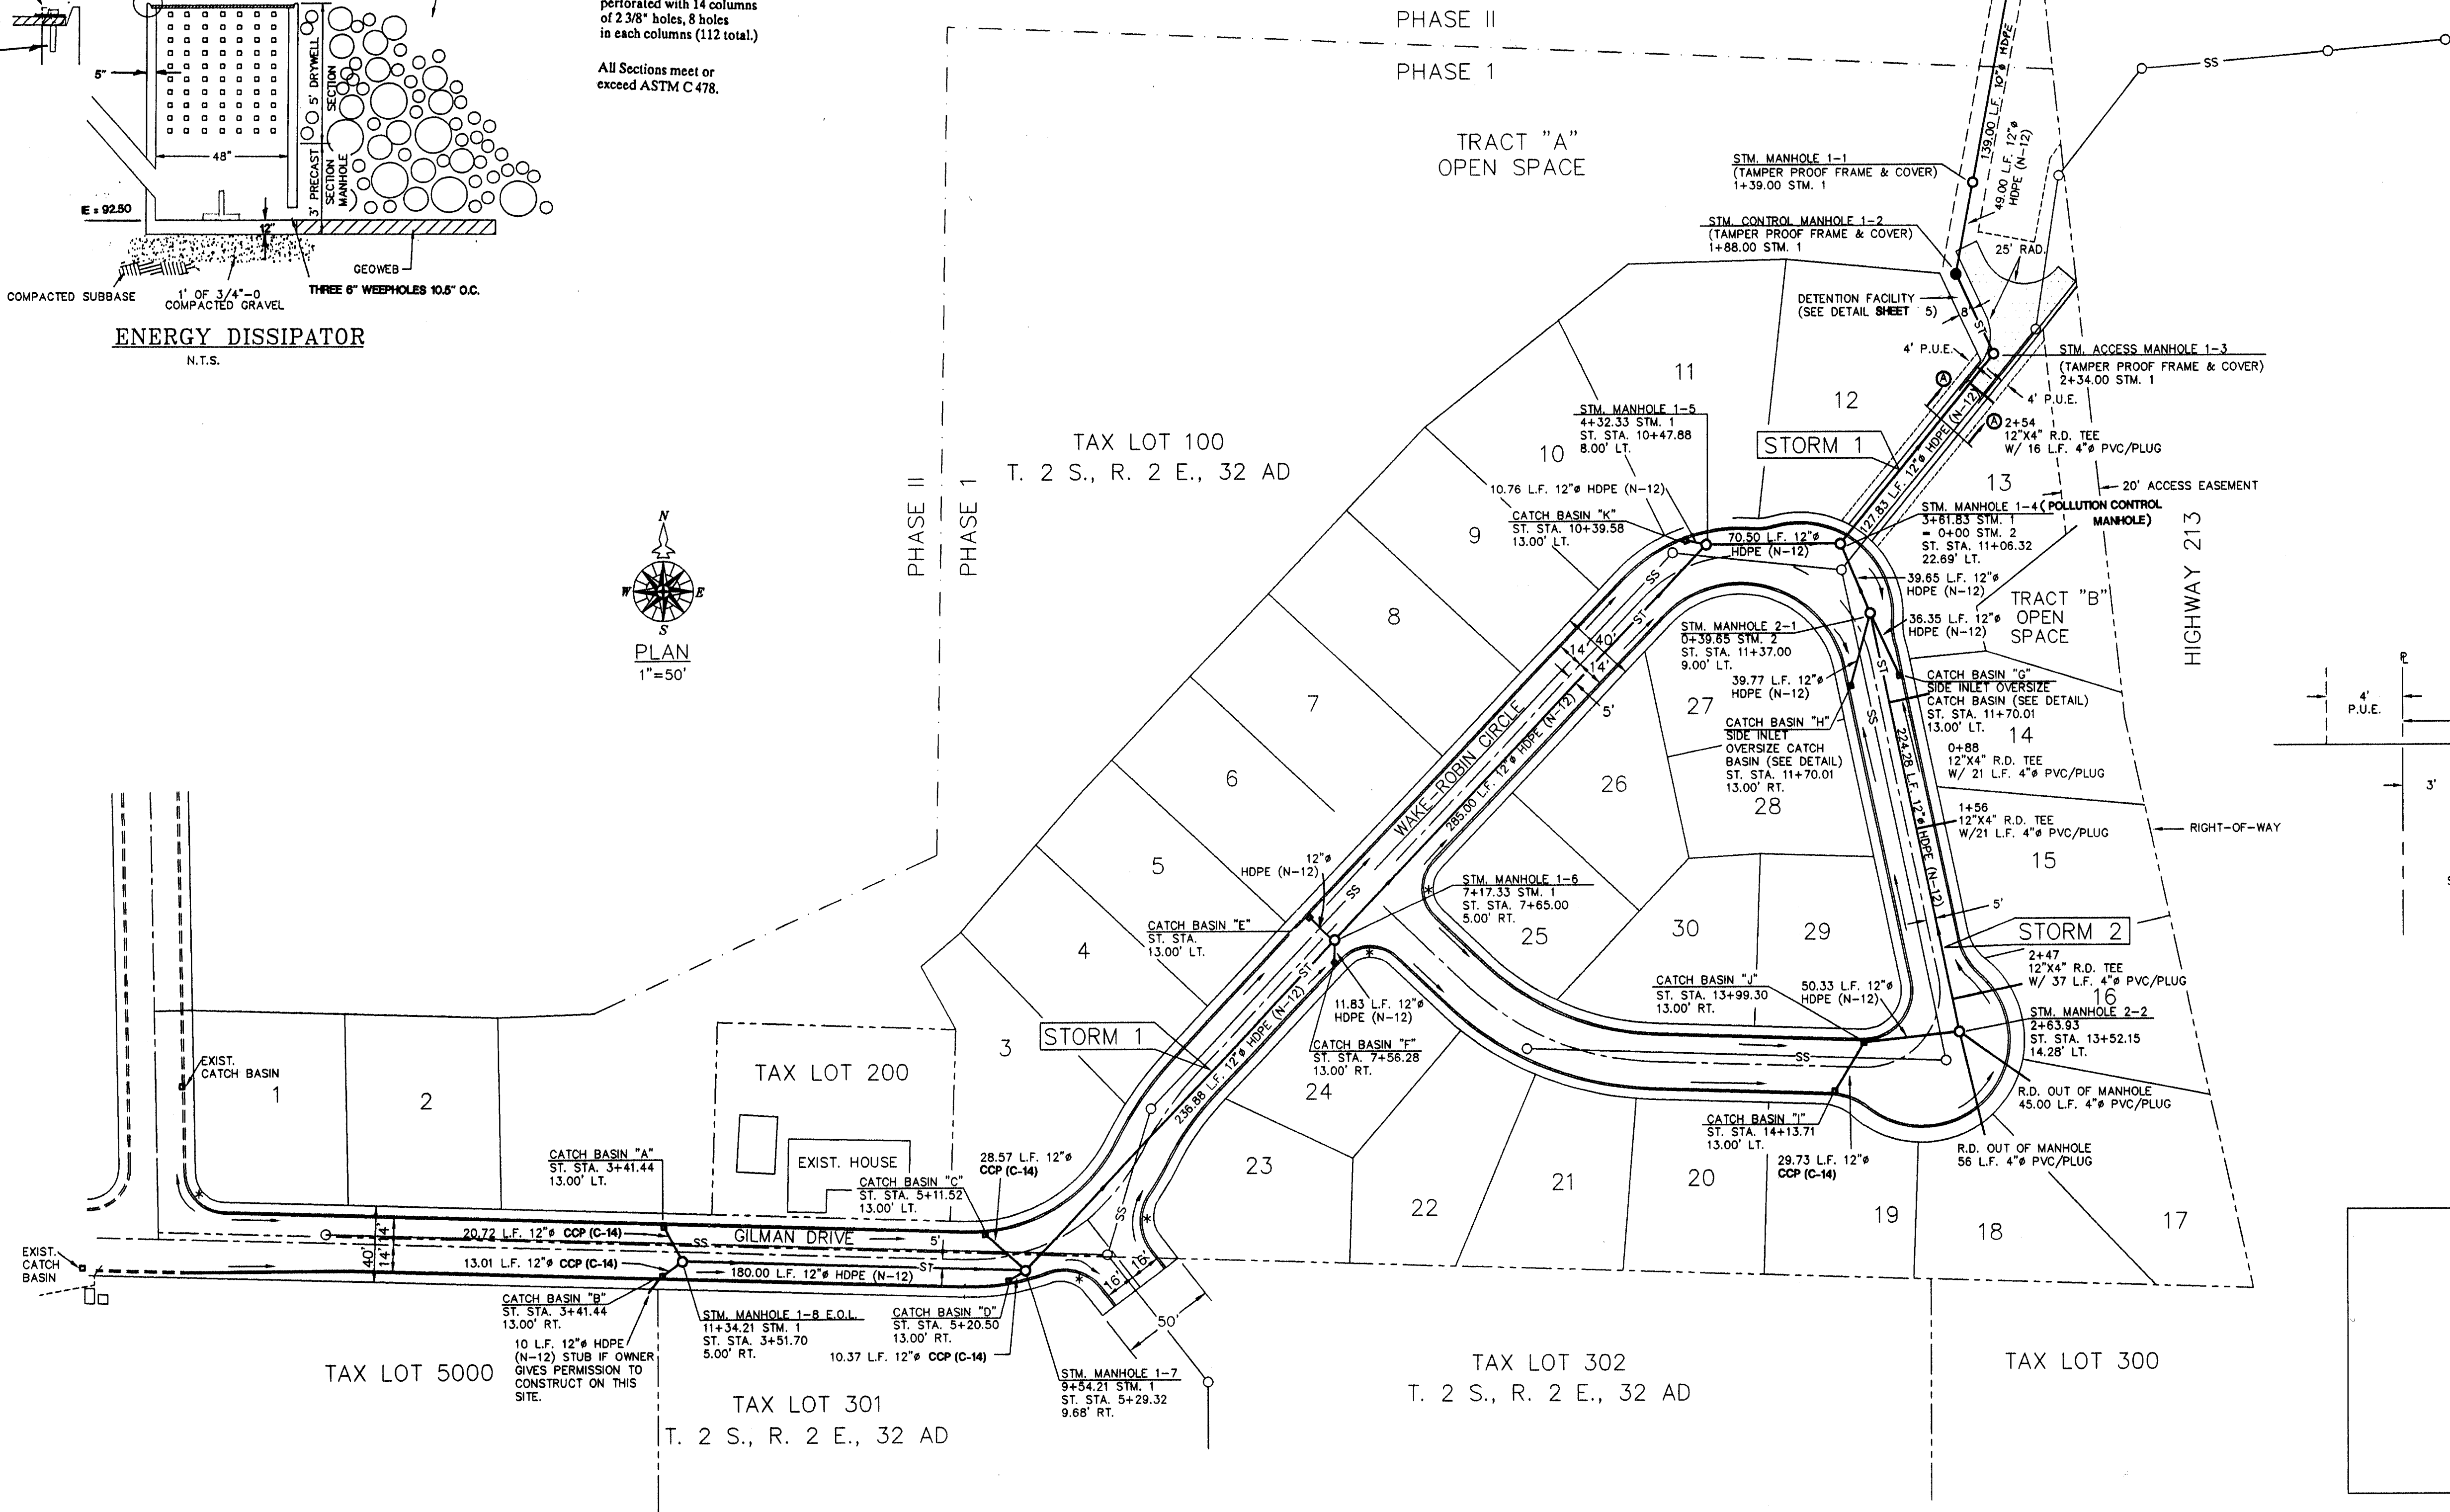 perforated with 14 columns
of 2 3/8" holes, 8 holes
in each columns (112 total.)
All Sections meet or
exceed ASTM C 478.
5"
48"
5' DRYWELL
SECTION
3' PRECAST
SECTION
MANHOLE
IE = 92.50
12"
GEOWEB
COMPACTED SUBBASE
1' OF 3/4"-0
COMPACTED GRAVEL
THREE 6" WEEPHOLES 10.5" O.C.
ENERGY DISSIPATOR
N.T.S.
PHASE II
PHASE 1
TRACT "A"
OPEN SPACE
SS
139.00 L.F. 10"ø HDPE
49.00 L.F. 12"ø
HDPE (N-12)
STM. MANHOLE 1-1
(TAMPER PROOF FRAME & COVER)
1+39.00 STM. 1
STM. CONTROL MANHOLE 1-2
(TAMPER PROOF FRAME & COVER)
1+88.00 STM. 1
25' RAD.
DETENTION FACILITY
(SEE DETAIL SHEET 5)
8'
ST
4' P.U.E.
STM. ACCESS MANHOLE 1-3
(TAMPER PROOF FRAME & COVER)
2+34.00 STM. 1
4' P.U.E.
A
A
2+54
12"X4" R.D. TEE
W/ 16 L.F. 4"ø PVC/PLUG
STORM 1
127.83 L.F. 12"ø HDPE (N-12)
13
20' ACCESS EASEMENT
STM. MANHOLE 1-4 (POLLUTION CONTROL
MANHOLE)
3+61.83 STM. 1
= 0+00 STM. 2
ST. STA. 11+06.32
22.69' LT.
11
12
STM. MANHOLE 1-5
4+32.33 STM. 1
ST. STA. 10+47.88
8.00' LT.
10
10.76 L.F. 12"ø HDPE (N-12)
CATCH BASIN "K"
ST. STA. 10+39.58
13.00' LT.
70.50 L.F. 12"ø
HDPE (N-12)
9
TAX LOT 100
T. 2 S., R. 2 E., 32 AD
PHASE II
PHASE 1
N
W
E
S
PLAN
1"=50'
39.65 L.F. 12"ø
HDPE (N-12)
TRACT "B"
OPEN
SPACE
HIGHWAY 213
36.35 L.F. 12"ø
HDPE (N-12)
STM. MANHOLE 2-1
0+39.65 STM. 2
ST. STA. 11+37.00
9.00' LT.
39.77 L.F. 12"ø
HDPE (N-12)
CATCH BASIN "G"
SIDE INLET OVERSIZE
CATCH BASIN (SEE DETAIL)
ST. STA. 11+70.01
13.00' LT.
14
CATCH BASIN "H"
SIDE INLET
OVERSIZE CATCH
BASIN (SEE DETAIL)
ST. STA. 11+70.01
13.00' RT.
0+88
12"X4" R.D. TEE
W/ 21 L.F. 4"ø PVC/PLUG
1+56
12"X4" R.D. TEE
W/21 L.F. 4"ø PVC/PLUG
RIGHT-OF-WAY
15
4'
P.U.E.
3'
8
7
6
5
4
3
SS
ST
40'
14'
14'
5'
WAKE-ROBIN CIRCLE
285.00 L.F. 12"ø HDPE (N-12)
27
26
28
25
30
29
ST
SS
224.28 L.F. 12"ø HDPE (N-12)
5'
STORM 2
2+47
12"X4" R.D. TEE
W/ 37 L.F. 4"ø PVC/PLUG
16
STM. MANHOLE 2-2
2+63.93
ST. STA. 13+52.15
14.28' LT.
12"ø
HDPE (N-12)
STM. MANHOLE 1-6
7+17.33 STM. 1
ST. STA. 7+65.00
5.00' RT.
SS
CATCH BASIN "E"
ST. STA.
13.00' LT.
ST
11.83 L.F. 12"ø
HDPE (N-12)
CATCH BASIN "F"
ST. STA. 7+56.28
13.00' RT.
STORM 1
236.88 L.F. 12"ø HDPE (N-12)
CATCH BASIN "J"
ST. STA. 13+99.30
13.00' RT.
50.33 L.F. 12"ø
HDPE (N-12)
SS
R.D. OUT OF MANHOLE
45.00 L.F. 4"ø PVC/PLUG
R.D. OUT OF MANHOLE
56 L.F. 4"ø PVC/PLUG
CATCH BASIN "I"
ST. STA. 14+13.71
13.00' LT.
29.73 L.F. 12"ø
CCP (C-14)
24
23
22
21
20
19
18
17
EXIST.
CATCH BASIN
1
2
TAX LOT 200
EXIST. HOUSE
CATCH BASIN "A"
ST. STA. 3+41.44
13.00' LT.
CATCH BASIN "C"
ST. STA. 5+11.52
13.00' LT.
28.57 L.F. 12"ø
CCP (C-14)
EXIST.
CATCH
BASIN
40'
14'
14'
20.72 L.F. 12"ø CCP (C-14)
SS
GILMAN DRIVE
5'
13.01 L.F. 12"ø CCP (C-14)
180.00 L.F. 12"ø HDPE (N-12)
ST
SS
16'
16'
50'
CATCH BASIN "B"
ST. STA. 3+41.44
13.00' RT.
10 L.F. 12"ø HDPE
(N-12) STUB IF OWNER
GIVES PERMISSION TO
CONSTRUCT ON THIS
SITE.
STM. MANHOLE 1-8 E.O.L.
11+34.21 STM. 1
ST. STA. 3+51.70
5.00' RT.
CATCH BASIN "D"
ST. STA. 5+20.50
13.00' RT.
10.37 L.F. 12"ø CCP (C-14)
STM. MANHOLE 1-7
9+54.21 STM. 1
ST. STA. 5+29.32
9.68' RT.
TAX LOT 5000
TAX LOT 301
T. 2 S., R. 2 E., 32 AD
TAX LOT 302
T. 2 S., R. 2 E., 32 AD
TAX LOT 300